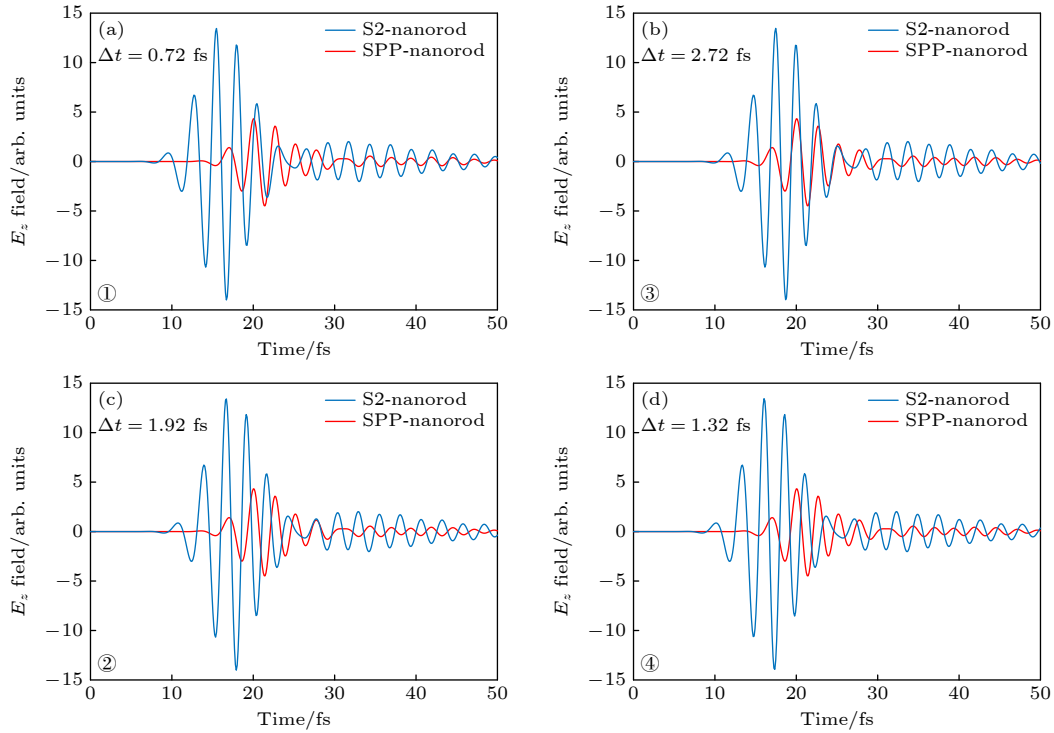 (a)
Δt = 0.72 fs
S2-nanorod
SPP-nanorod
15
10
5
0
−5
−10
−15
E_z field/arb. units
①
0 10 20 30 40 50
Time/fs
(b)
Δt = 2.72 fs
S2-nanorod
SPP-nanorod
15
10
5
0
−5
−10
−15
E_z field/arb. units
③
0 10 20 30 40 50
Time/fs
(c)
Δt = 1.92 fs
S2-nanorod
SPP-nanorod
15
10
5
0
−5
−10
−15
E_z field/arb. units
②
0 10 20 30 40 50
Time/fs
(d)
Δt = 1.32 fs
S2-nanorod
SPP-nanorod
15
10
5
0
−5
−10
−15
E_z field/arb. units
④
0 10 20 30 40 50
Time/fs